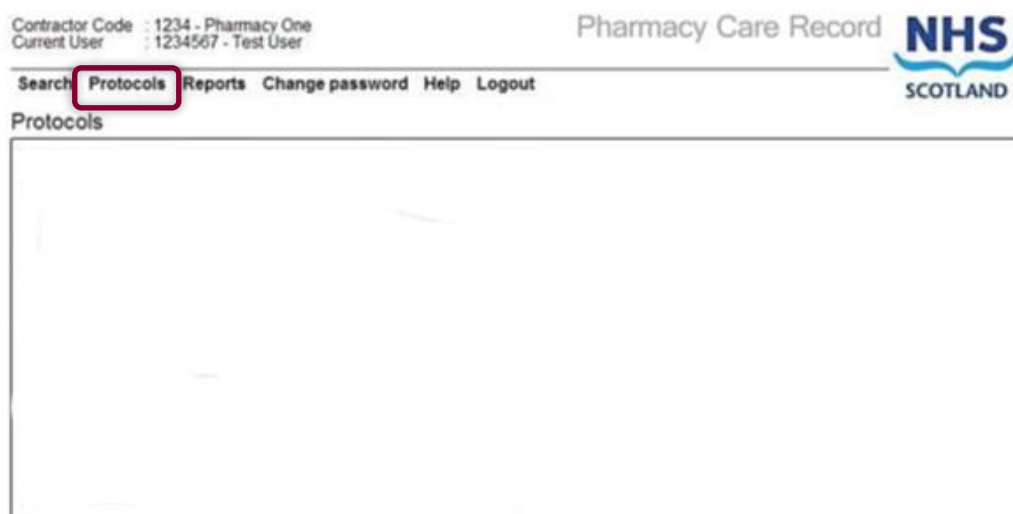 Contractor Code : 1234 - Pharmacy One
Current User : 1234567 - Test User
Pharmacy Care Record
NHS
SCOTLAND
Search Protocols Reports Change password Help Logout
Protocols